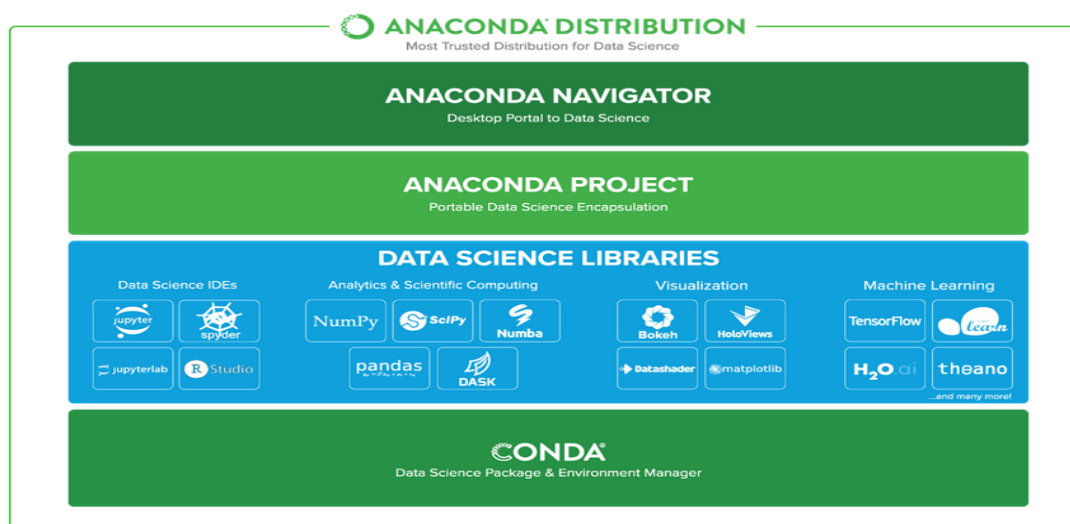 ANACONDA DISTRIBUTION
Most Trusted Distribution for Data Science
ANACONDA NAVIGATOR
Desktop Portal to Data Science
ANACONDA PROJECT
Portable Data Science Encapsulation
DATA SCIENCE LIBRARIES
Data Science IDEs
jupyter
spyder
jupyterlab
R Studio
Analytics & Scientific Computing
NumPy
SciPy
Numba
pandas
DASK
Visualization
Bokeh
HoloViews
Datashader
matplotlib
Machine Learning
TensorFlow
learn
H2O.ai
theano
...and many more!
CONDA
Data Science Package & Environment Manager